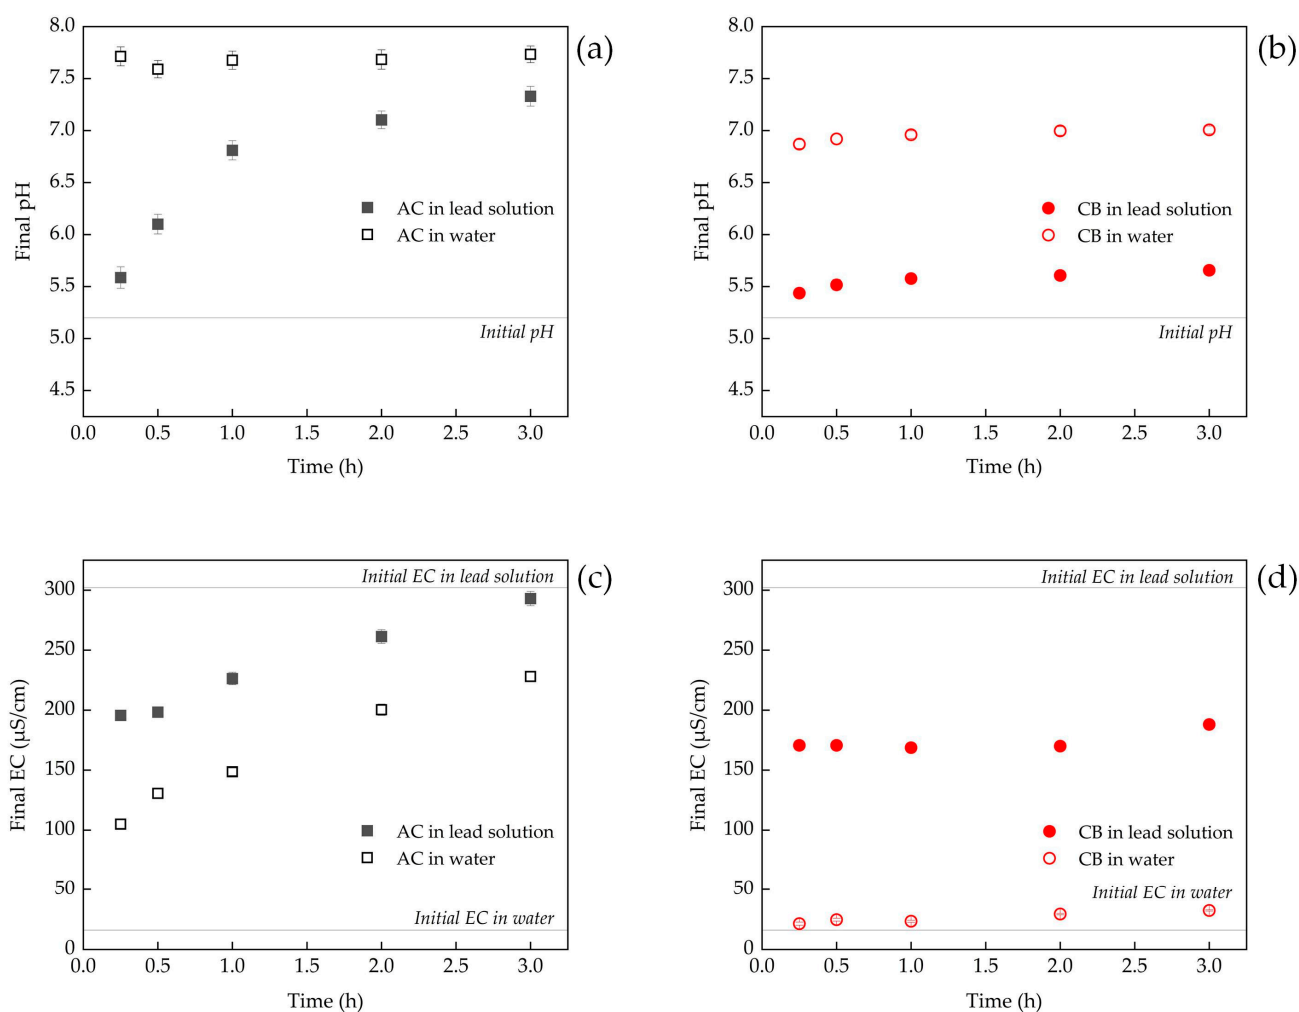 (a)
8.0
7.5
7.0
6.5
6.0
5.5
5.0
4.5
Final pH
AC in lead solution
AC in water
Initial pH
0.0 0.5 1.0 1.5 2.0 2.5 3.0
Time (h)
(b)
8.0
7.5
7.0
6.5
6.0
5.5
5.0
4.5
Final pH
CB in lead solution
CB in water
Initial pH
0.0 0.5 1.0 1.5 2.0 2.5 3.0
Time (h)
(c)
Initial EC in lead solution
300
250
200
150
100
50
0
Final EC (µS/cm)
AC in lead solution
AC in water
Initial EC in water
0.0 0.5 1.0 1.5 2.0 2.5 3.0
Time (h)
(d)
Initial EC in lead solution
300
250
200
150
100
50
0
Final EC (µS/cm)
CB in lead solution
CB in water
Initial EC in water
0.0 0.5 1.0 1.5 2.0 2.5 3.0
Time (h)